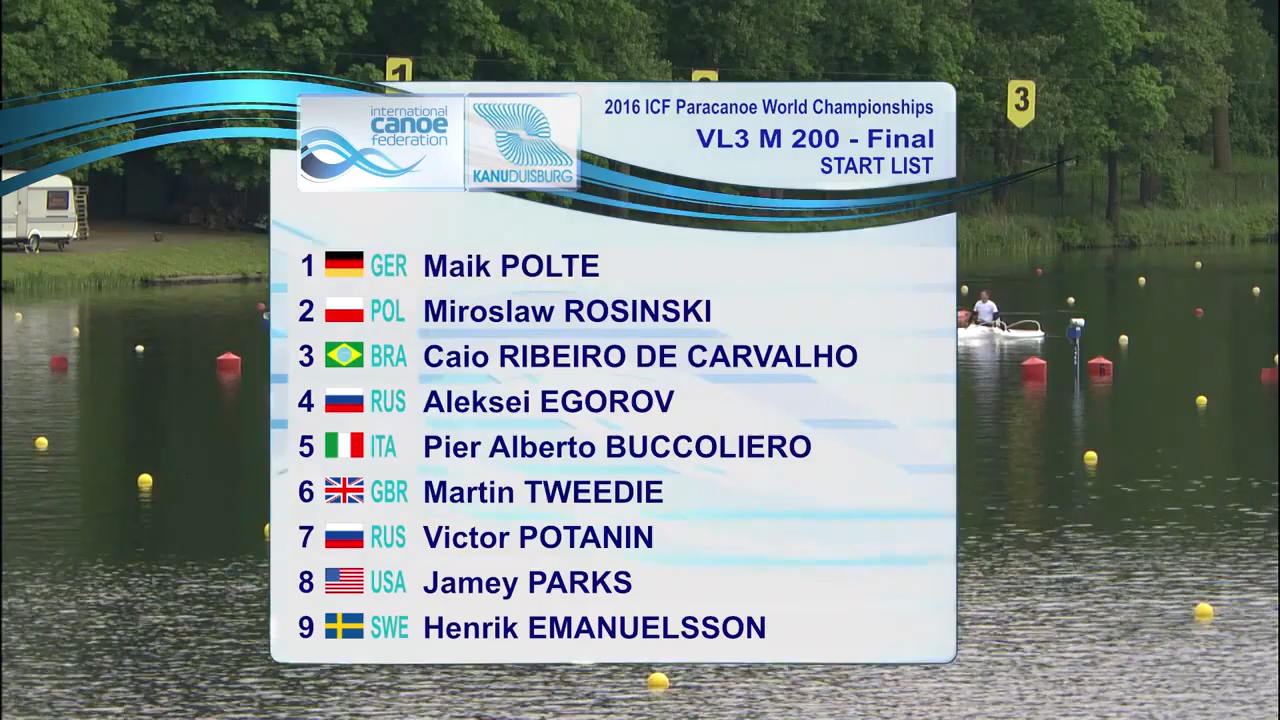 1
3
international
canoe
federation
KANUDUISBURG
2016 ICF Paracanoe World Championships
VL3 M 200 - Final
START LIST
1 GER Maik POLTE
2 POL Miroslaw ROSINSKI
3 BRA Caio RIBEIRO DE CARVALHO
4 RUS Aleksei EGOROV
5 ITA Pier Alberto BUCCOLIERO
6 GBR Martin TWEEDIE
7 RUS Victor POTANIN
8 USA Jamey PARKS
9 SWE Henrik EMANUELSSON